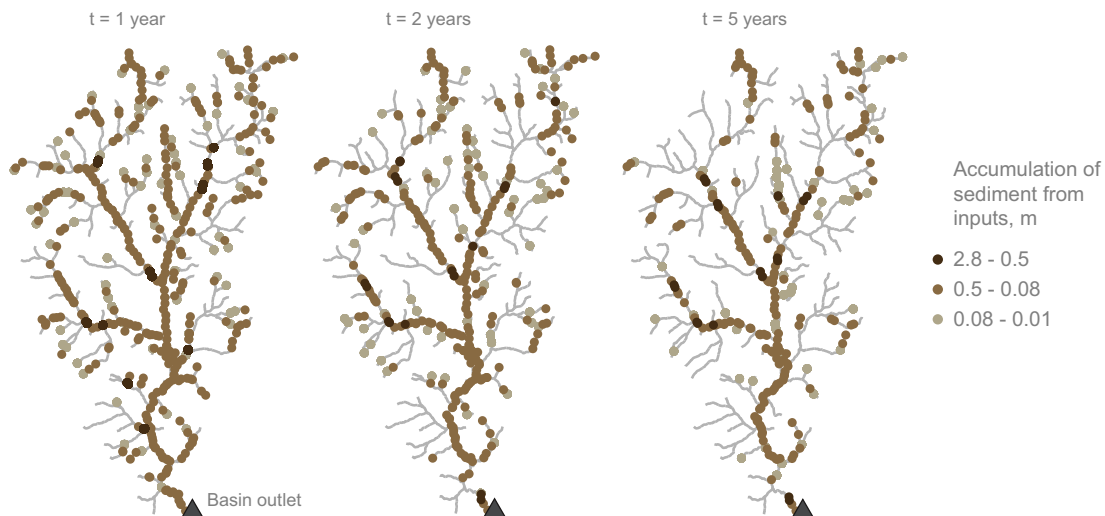 t = 1 year
t = 2 years
t = 5 years
Accumulation of
sediment from
inputs, m
2.8 - 0.5
0.5 - 0.08
0.08 - 0.01
Basin outlet